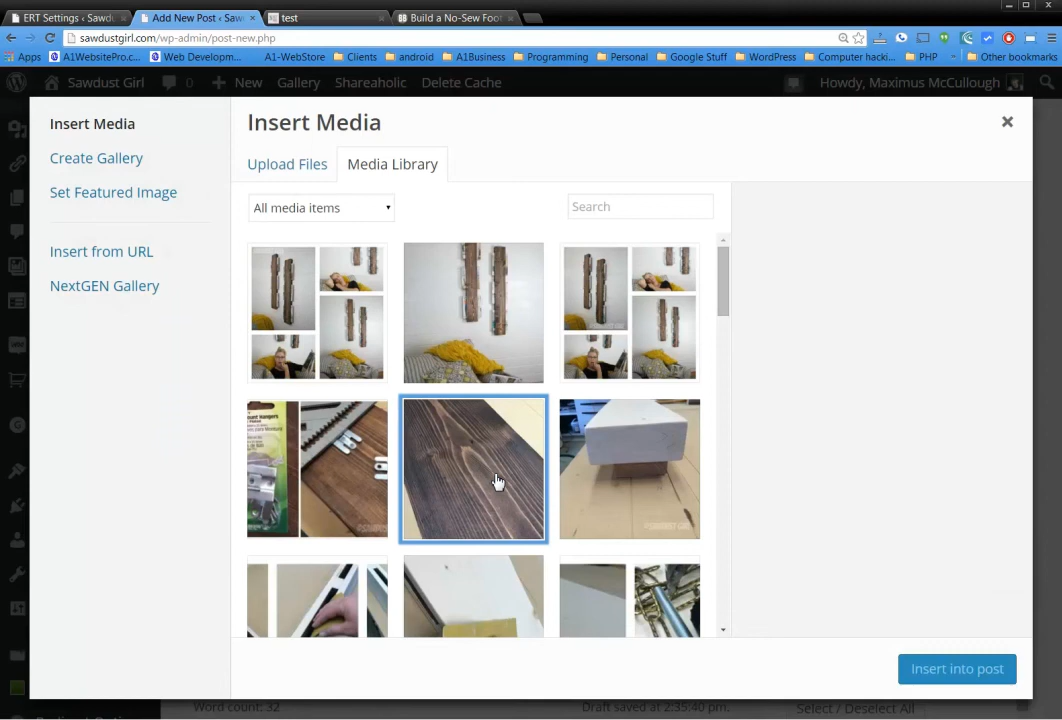 ERT Settings ‹ Sawdu
Add New Post ‹ Saw
test
Build a No-Sew Foot
sawdustgirl.com/wp-admin/post-new.php
Apps A1WebsitePro.c... Web Developm... A1-WebStore Clients android A1Business Programming Personal Google Stuff WordPress Computer hacki... PHP » Other bookmarks
Sawdust Girl 0 New Gallery Shareaholic Delete Cache Howdy, Maximus McCullough
Insert Media
Create Gallery
Set Featured Image
Insert from URL
NextGEN Gallery
Insert Media
Upload Files Media Library
All media items Search
Insert into post
Word count: 32 Draft saved at 2:35:40 pm. Select / Deselect All